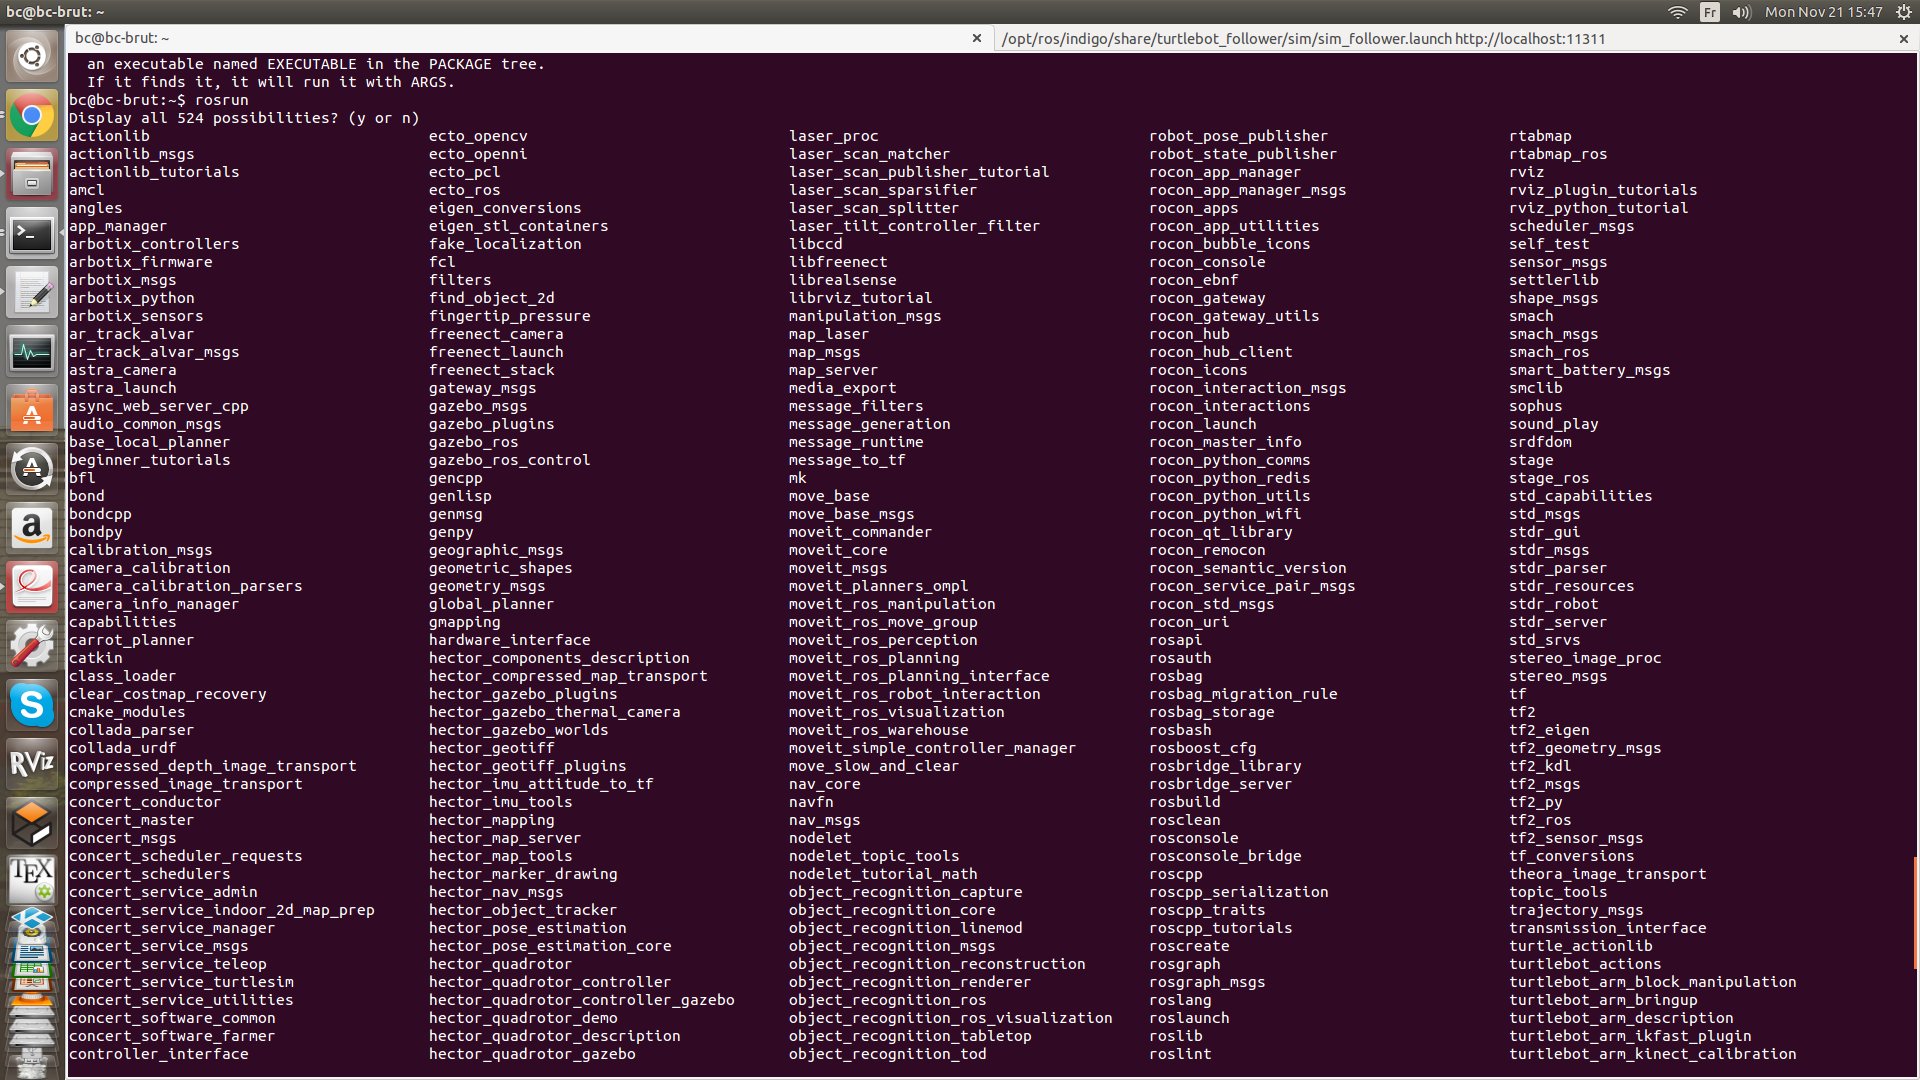 bc@bc-brut: ~
Fr
Mon Nov 21 15:47
bc@bc-brut: ~
/opt/ros/indigo/share/turtlebot_follower/sim/sim_follower.launch http://localhost:11311
an executable named EXECUTABLE in the PACKAGE tree.
If it finds it, it will run it with ARGS.
bc@bc-brut:~$ rosrun
Display all 524 possibilities? (y or n)
actionlib ecto_opencv laser_proc robot_pose_publisher rtabmap
actionlib_msgs ecto_openni laser_scan_matcher robot_state_publisher rtabmap_ros
actionlib_tutorials ecto_pcl laser_scan_publisher_tutorial rocon_app_manager rviz
amcl ecto_ros laser_scan_sparsifier rocon_app_manager_msgs rviz_plugin_tutorials
angles eigen_conversions laser_scan_splitter rocon_apps rviz_python_tutorial
app_manager eigen_stl_containers laser_tilt_controller_filter rocon_app_utilities scheduler_msgs
arbotix_controllers fake_localization libccd rocon_bubble_icons self_test
arbotix_firmware fcl libfreenect rocon_console sensor_msgs
arbotix_msgs filters librealsense rocon_ebnf settlerlib
arbotix_python find_object_2d librviz_tutorial rocon_gateway shape_msgs
arbotix_sensors fingertip_pressure manipulation_msgs rocon_gateway_utils smach
ar_track_alvar freenect_camera map_laser rocon_hub smach_msgs
ar_track_alvar_msgs freenect_launch map_msgs rocon_hub_client smach_ros
astra_camera freenect_stack map_server rocon_icons smart_battery_msgs
astra_launch gateway_msgs media_export rocon_interaction_msgs smclib
async_web_server_cpp gazebo_msgs message_filters rocon_interactions sophus
audio_common_msgs gazebo_plugins message_generation rocon_launch sound_play
base_local_planner gazebo_ros message_runtime rocon_master_info srdfdom
beginner_tutorials gazebo_ros_control message_to_tf rocon_python_comms stage
bfl gencpp mk rocon_python_redis stage_ros
bond genlisp move_base rocon_python_utils std_capabilities
bondcpp genmsg move_base_msgs rocon_python_wifi std_msgs
bondpy genpy moveit_commander rocon_qt_library stdr_gui
calibration_msgs geographic_msgs moveit_core rocon_remocon stdr_msgs
camera_calibration geometric_shapes moveit_msgs rocon_semantic_version stdr_parser
camera_calibration_parsers geometry_msgs moveit_planners_ompl rocon_service_pair_msgs stdr_resources
camera_info_manager global_planner moveit_ros_manipulation rocon_std_msgs stdr_robot
capabilities gmapping moveit_ros_move_group rocon_uri stdr_server
carrot_planner hardware_interface moveit_ros_perception rosapi std_srvs
catkin hector_components_description moveit_ros_planning rosauth stereo_image_proc
class_loader hector_compressed_map_transport moveit_ros_planning_interface rosbag stereo_msgs
clear_costmap_recovery hector_gazebo_plugins moveit_ros_robot_interaction rosbag_migration_rule tf
cmake_modules hector_gazebo_thermal_camera moveit_ros_visualization rosbag_storage tf2
collada_parser hector_gazebo_worlds moveit_ros_warehouse rosbash tf2_eigen
collada_urdf hector_geotiff moveit_simple_controller_manager rosboost_cfg tf2_geometry_msgs
compressed_depth_image_transport hector_geotiff_plugins move_slow_and_clear rosbridge_library tf2_kdl
compressed_image_transport hector_imu_attitude_to_tf nav_core rosbridge_server tf2_msgs
concert_conductor hector_imu_tools navfn rosbuild tf2_py
concert_master hector_mapping nav_msgs rosclean tf2_ros
concert_msgs hector_map_server nodelet rosconsole tf2_sensor_msgs
concert_scheduler_requests hector_map_tools nodelet_topic_tools rosconsole_bridge tf_conversions
concert_schedulers hector_marker_drawing nodelet_tutorial_math roscpp theora_image_transport
concert_service_admin hector_nav_msgs object_recognition_capture roscpp_serialization topic_tools
concert_service_indoor_2d_map_prep hector_object_tracker object_recognition_core roscpp_traits trajectory_msgs
concert_service_manager hector_pose_estimation object_recognition_linemod roscpp_tutorials transmission_interface
concert_service_msgs hector_pose_estimation_core object_recognition_msgs roscreate turtle_actionlib
concert_service_teleop hector_quadrotor object_recognition_reconstruction rosgraph turtlebot_actions
concert_service_turtlesim hector_quadrotor_controller object_recognition_renderer rosgraph_msgs turtlebot_arm_block_manipulation
concert_service_utilities hector_quadrotor_controller_gazebo object_recognition_ros roslang turtlebot_arm_bringup
concert_software_common hector_quadrotor_demo object_recognition_ros_visualization roslaunch turtlebot_arm_description
concert_software_farmer hector_quadrotor_description object_recognition_tabletop roslib turtlebot_arm_ikfast_plugin
controller_interface hector_quadrotor_gazebo object_recognition_tod roslint turtlebot_arm_kinect_calibration
RViz
TEX